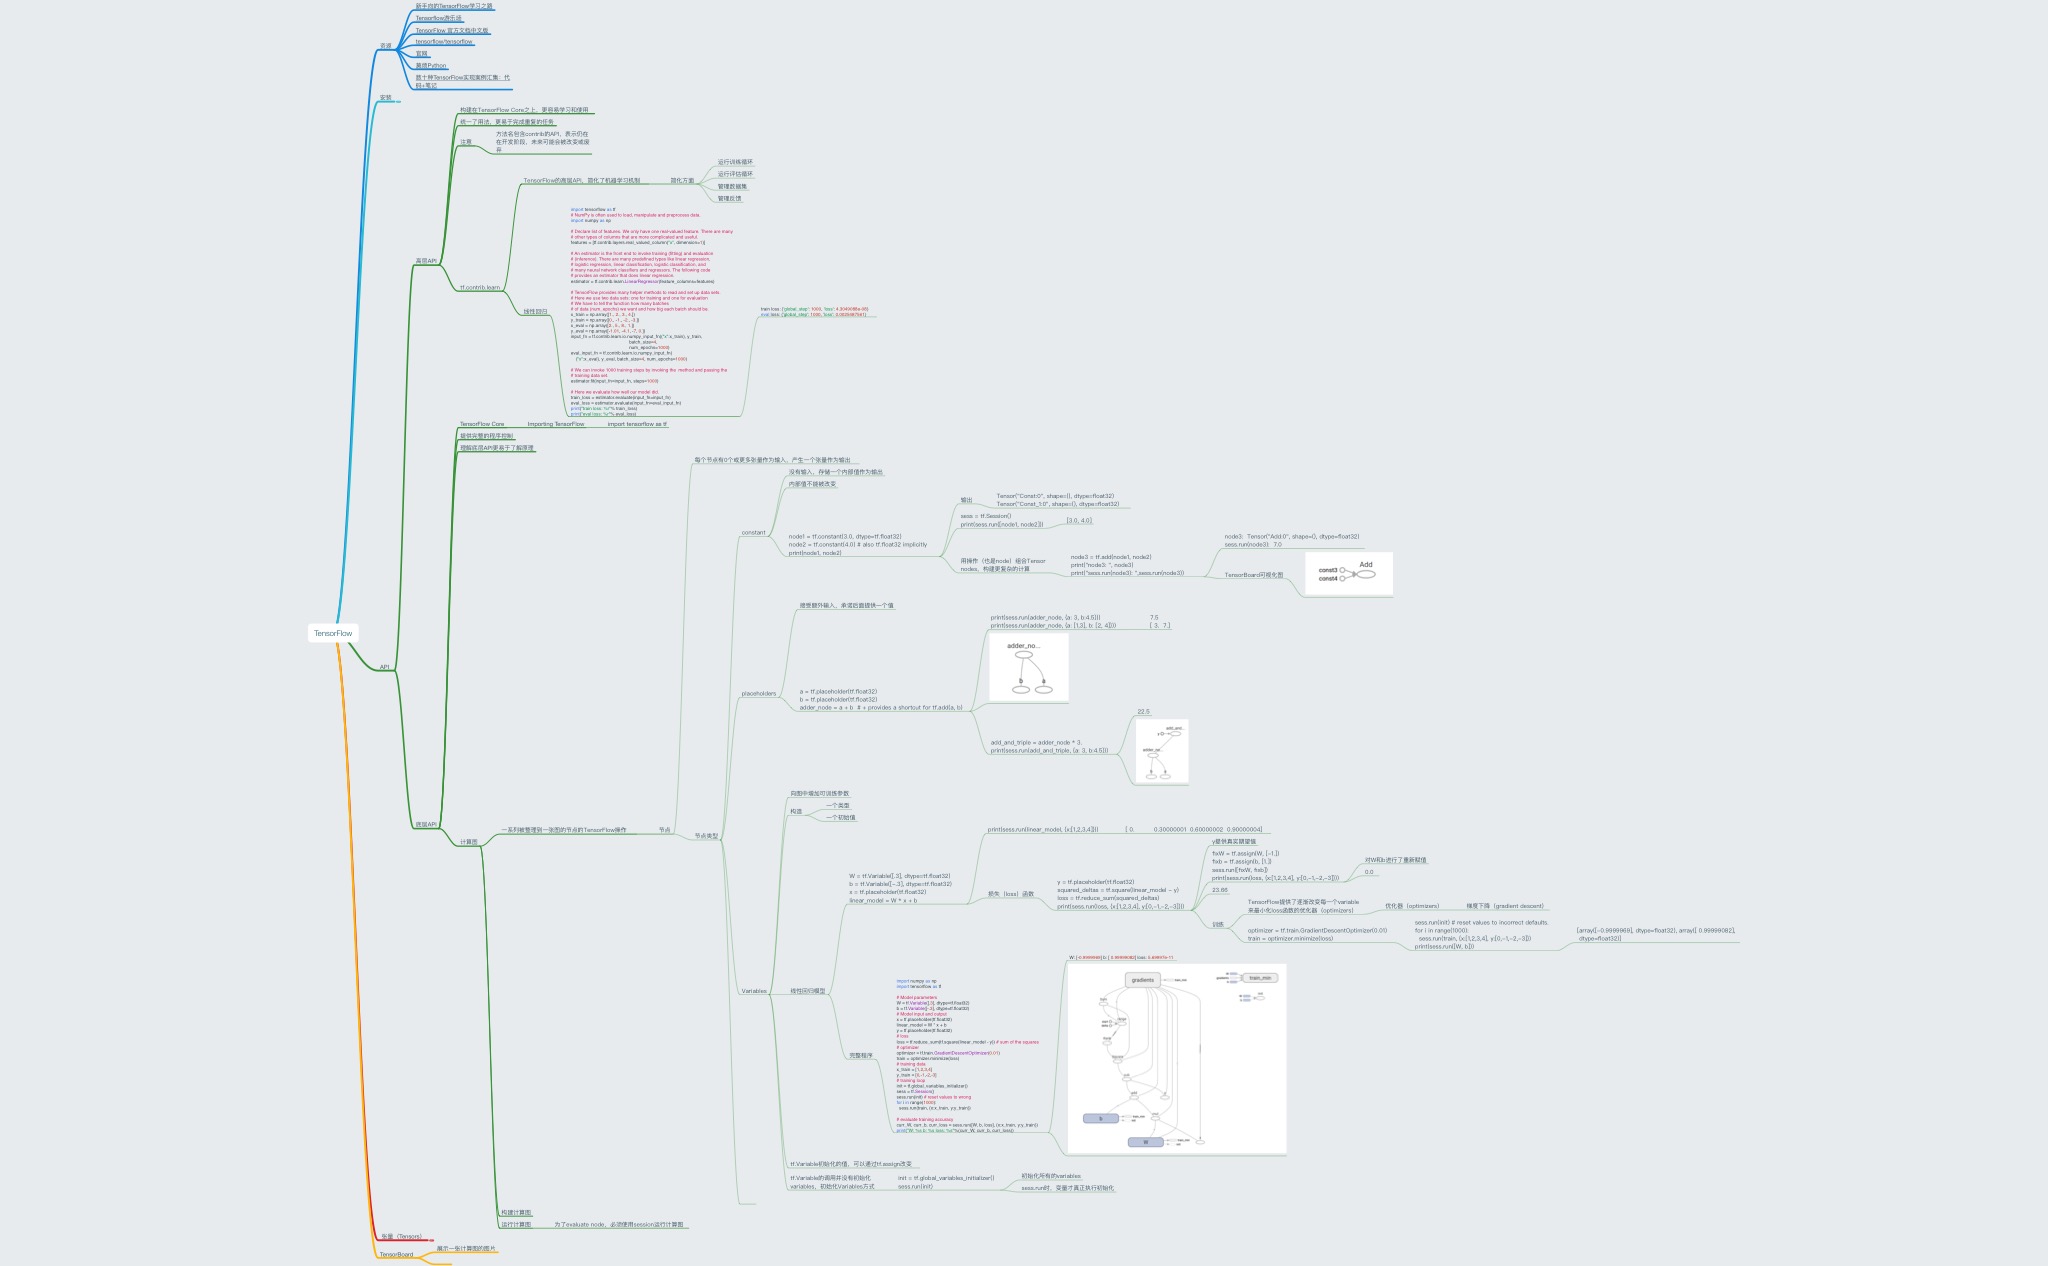 新手向的TensorFlow学习之路
Tensorflow游乐场
TensorFlow 官方文档中文版
tensorflow/tensorflow
官网
莫烦Python
数十种TensorFlow实现案例汇集：代
码+笔记
资源
安装
构建在TensorFlow Core之上，更容易学习和使用
统一了用法，更易于完成重复的任务
注意
方法名包含contrib的API，表示仍在
在开发阶段，未来可能会被改变或废
弃
TensorFlow的高层API，简化了机器学习机制
简化方面
运行训练循环
运行评估循环
管理数据集
管理反馈
高层API
tf.contrib.learn
线性回归
import tensorflow as tf
# NumPy is often used to load, manipulate and preprocess data.
import numpy as np
# Declare list of features. We only have one real-valued feature. There are many
# other types of columns that are more complicated and useful.
features = [tf.contrib.layers.real_valued_column("x", dimension=1)]
# An estimator is the front end to invoke training (fitting) and evaluation
# (inference). There are many predefined types like linear regression,
# logistic regression, linear classification, logistic classification, and
# many neural network classifiers and regressors. The following code
# provides an estimator that does linear regression.
estimator = tf.contrib.learn.LinearRegressor(feature_columns=features)
# TensorFlow provides many helper methods to read and set up data sets.
# Here we use two data sets: one for training and one for evaluation
# We have to tell the function how many batches
# of data (num_epochs) we want and how big each batch should be.
x_train = np.array([1., 2., 3., 4.])
y_train = np.array([0., -1., -2., -3.])
x_eval = np.array([2., 5., 8., 1.])
y_eval = np.array([-1.01, -4.1, -7, 0.])
input_fn = tf.contrib.learn.io.numpy_input_fn({"x":x_train}, y_train,
batch_size=4,
num_epochs=1000)
eval_input_fn = tf.contrib.learn.io.numpy_input_fn(
{"x":x_eval}, y_eval, batch_size=4, num_epochs=1000)
# We can invoke 1000 training steps by invoking the method and passing the
# training data set.
estimator.fit(input_fn=input_fn, steps=1000)
# Here we evaluate how well our model did.
train_loss = estimator.evaluate(input_fn=input_fn)
eval_loss = estimator.evaluate(input_fn=eval_input_fn)
print("train loss: %r"% train_loss)
print("eval loss: %r"% eval_loss)
train loss: {'global_step': 1000, 'loss':
eval loss: {'global_step': 1000, 'loss':
TensorFlow Core
Importing TensorFlow
import tensorflow as tf
提供完整的程序控制
理解底层API更易于了解原理
每个节点有0个或更多张量作为输入，产生一个张量作为输出
没有输入，存储一个内部值作为输出
内部值不能被改变
constant
node1 = tf.constant(3.0, dtype=tf.float32)
node2 = tf.constant(4.0) # also tf.float32 implicitly
print(node1, node2)
输出
Tensor("Const:0", shape=(), dtype=float32)
Tensor("Const_1:0", shape=(), dtype=float32)
sess = tf.Session()
print(sess.run([node1, node2]))
[3.0, 4.0]
用操作（也是node）组合Tensor
nodes，构建更复杂的计算
node3 = tf.add(node1, node2)
print("node3: ", node3)
print("sess.run(node3): ",sess.run(node3))
node3:  Tensor("Add:0", shape=(), dtype=float32)
sess.run(node3):  7.0
TensorBoard可视化图
Add
const3
const4
接受额外输入，承诺后面提供一个值
placeholders
a = tf.placeholder(tf.float32)
b = tf.placeholder(tf.float32)
adder_node = a + b  # + provides a shortcut for tf.add(a, b)
print(sess.run(adder_node, {a: 3, b:4.5}))
7.5
print(sess.run(adder_node, {a: [1,3], b: [2, 4]}))
[ 3.  7.]
adder_no...
b
a
add_and_triple = adder_node * 3.
print(sess.run(add_and_triple, {a: 3, b:4.5}))
22.5
add_and...
y
adder_no...
TensorFlow
API
底层API
计算图
一系列被整理到一张图的节点的TensorFlow操作
节点
节点类型
向图中增加可训练参数
构造
一个类型
一个初始值
Variables
线性回归模型
W = tf.Variable([.3], dtype=tf.float32)
b = tf.Variable([-.3], dtype=tf.float32)
x = tf.placeholder(tf.float32)
linear_model = W * x + b
print(sess.run(linear_model, {x:[1,2,3,4]}))
[ 0.          0.30000001  0.60000002  0.90000004]
损失（loss）函数
y = tf.placeholder(tf.float32)
squared_deltas = tf.square(linear_model - y)
loss = tf.reduce_sum(squared_deltas)
print(sess.run(loss, {x:[1,2,3,4], y:[0,-1,-2,-3]}))
y提供真实期望值
fixW = tf.assign(W, [-1.])
fixb = tf.assign(b, [1.])
sess.run([fixW, fixb])
print(sess.run(loss, {x:[1,2,3,4], y:[0,-1,-2,-3]}))
对W和b进行了重新赋值
0.0
23.66
训练
TensorFlow提供了逐渐改变每一个variable
来最小化loss函数的优化器（optimizers）
优化器（optimizers）
梯度下降（gradient descent）
optimizer = tf.train.GradientDescentOptimizer(0.01)
train = optimizer.minimize(loss)
sess.run(init) # reset values to incorrect defaults.
for i in range(1000):
sess.run(train, {x:[1,2,3,4], y:[0,-1,-2,-3]})
print(sess.run([W, b]))
[array([-0.9999969], dtype=float32), array([ 0.99999082],
dtype=float32)]
完整程序
import numpy as np
import tensorflow as tf
# Model parameters
W = tf.Variable([.3], dtype=tf.float32)
b = tf.Variable([-.3], dtype=tf.float32)
# Model input and output
x = tf.placeholder(tf.float32)
linear_model = W * x + b
y = tf.placeholder(tf.float32)
# loss
loss = tf.reduce_sum(tf.square(linear_model - y)) # sum of the squares
# optimizer
optimizer = tf.train.GradientDescentOptimizer(0.01)
train = optimizer.minimize(loss)
# training data
x_train = [1,2,3,4]
y_train = [0,-1,-2,-3]
# training loop
init = tf.global_variables_initializer()
sess = tf.Session()
sess.run(init) # reset values to wrong
for i in range(1000):
sess.run(train, {x:x_train, y:y_train})
# evaluate training accuracy
curr_W, curr_b, curr_loss = sess.run([W, b, loss], {x:x_train, y:y_train})
print("W: %s b: %s loss: %s"%(curr_W, curr_b, curr_loss))
W: [-0.9999969] b: [ 0.99999082] loss: 5.69997e-11
gradients
train_min
b
W
tf.Variable初始化的值，可以通过tf.assign改变
tf.Variable的调用并没有初始化
variables，初始化Variables方式
init = tf.global_variables_initializer()
sess.run(init)
初始化所有的variables
sess.run时，变量才真正执行初始化
构建计算图
运行计算图
为了evaluate node，必须使用session运行计算图
张量（Tensors）
TensorBoard
展示一张计算图的图片